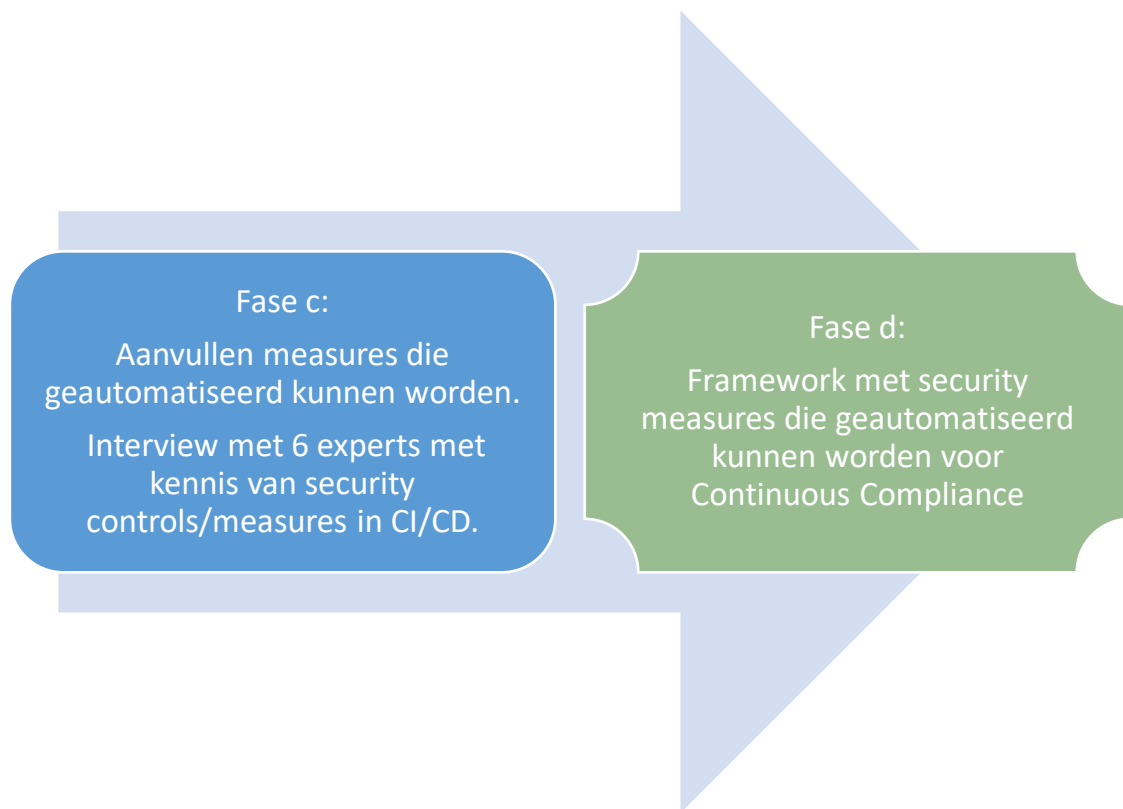 Fase c:
Aanvullen measures die
geautomatiseerd kunnen worden.
Interview met 6 experts met
kennis van security
controls/measures in CI/CD.
Fase d:
Framework met security
measures die geautomatiseerd
kunnen worden voor
Continuous Compliance